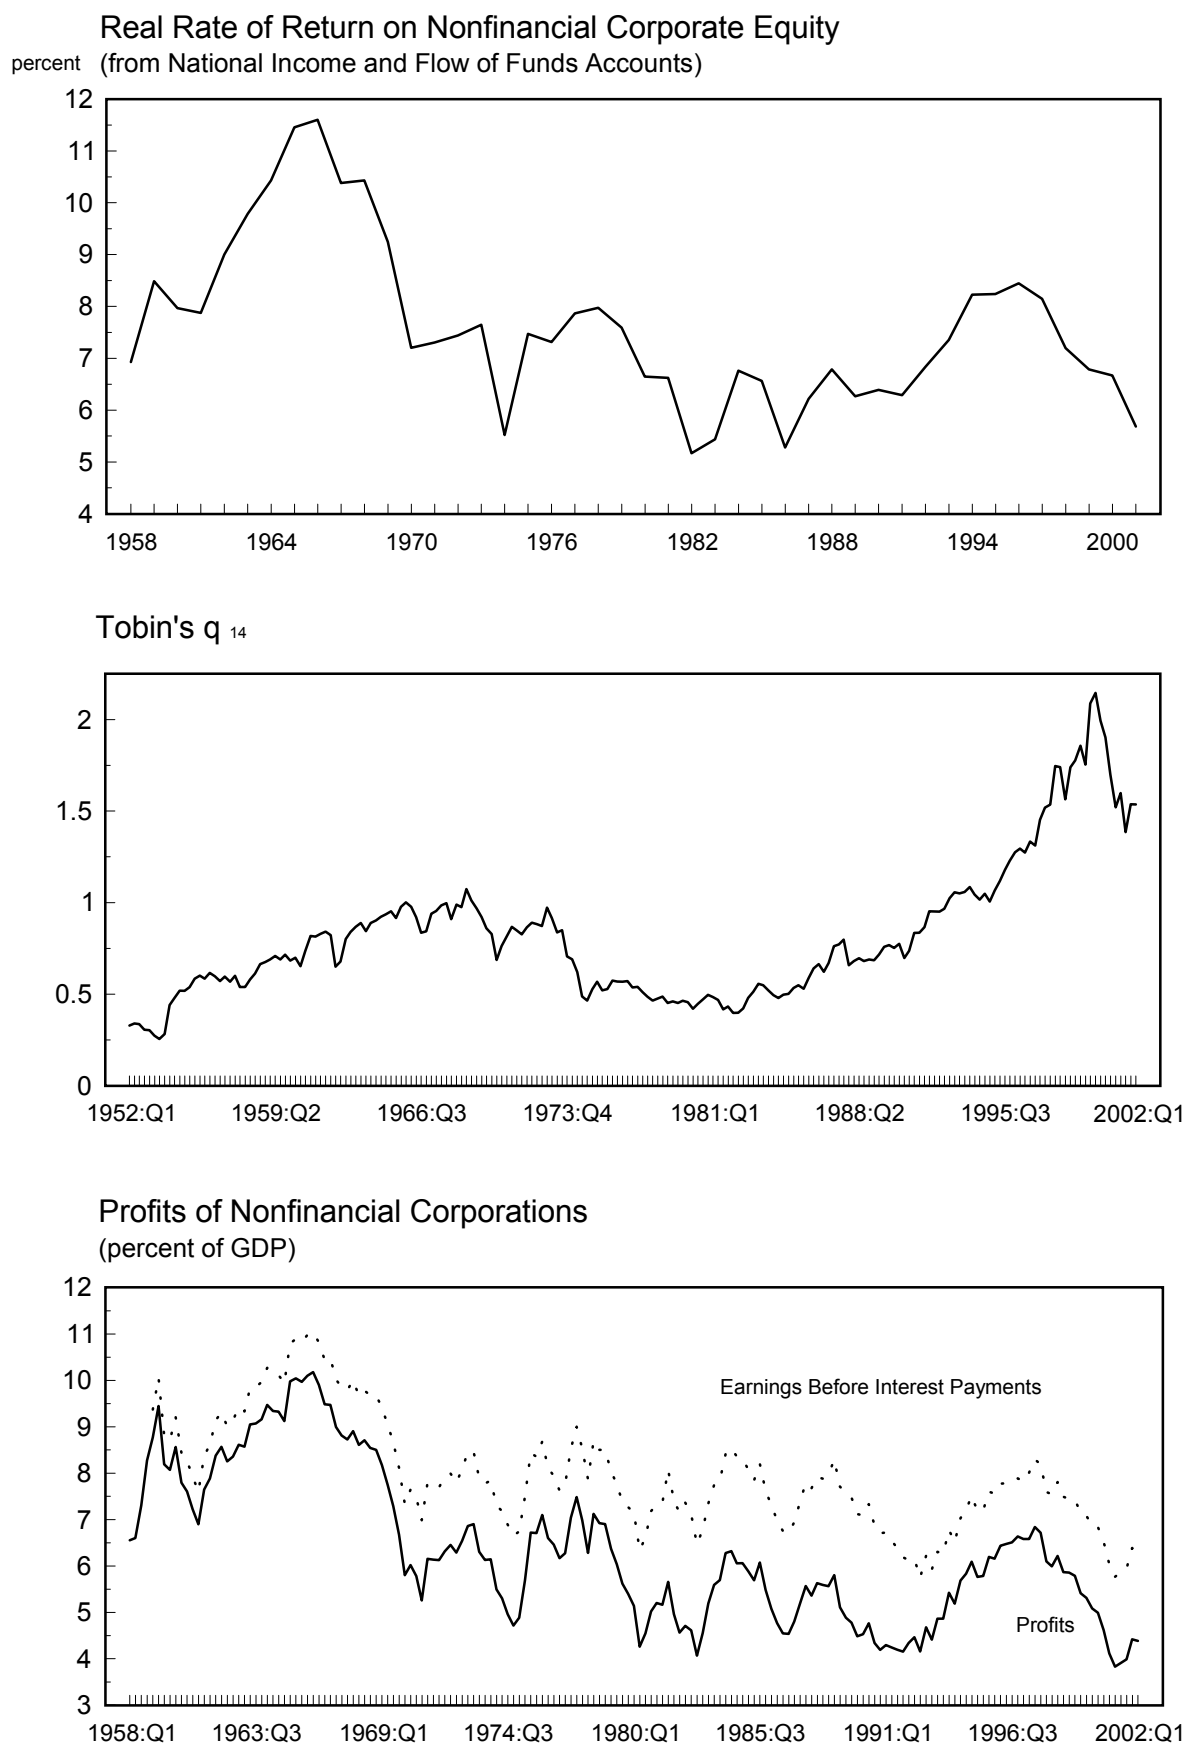 Real Rate of Return on Nonfinancial Corporate Equity
percent (from National Income and Flow of Funds Accounts)
12
11
10
9
8
7
6
5
4
1958 1964 1970 1976 1982 1988 1994 2000
Tobin's q 14
2
1.5
1
0.5
0
1952:Q1 1959:Q2 1966:Q3 1973:Q4 1981:Q1 1988:Q2 1995:Q3 2002:Q1
Profits of Nonfinancial Corporations
(percent of GDP)
12
11
10
Earnings Before Interest Payments
9
8
7
6
5
Profits
4
3
1958:Q1 1963:Q3 1969:Q1 1974:Q3 1980:Q1 1985:Q3 1991:Q1 1996:Q3 2002:Q1